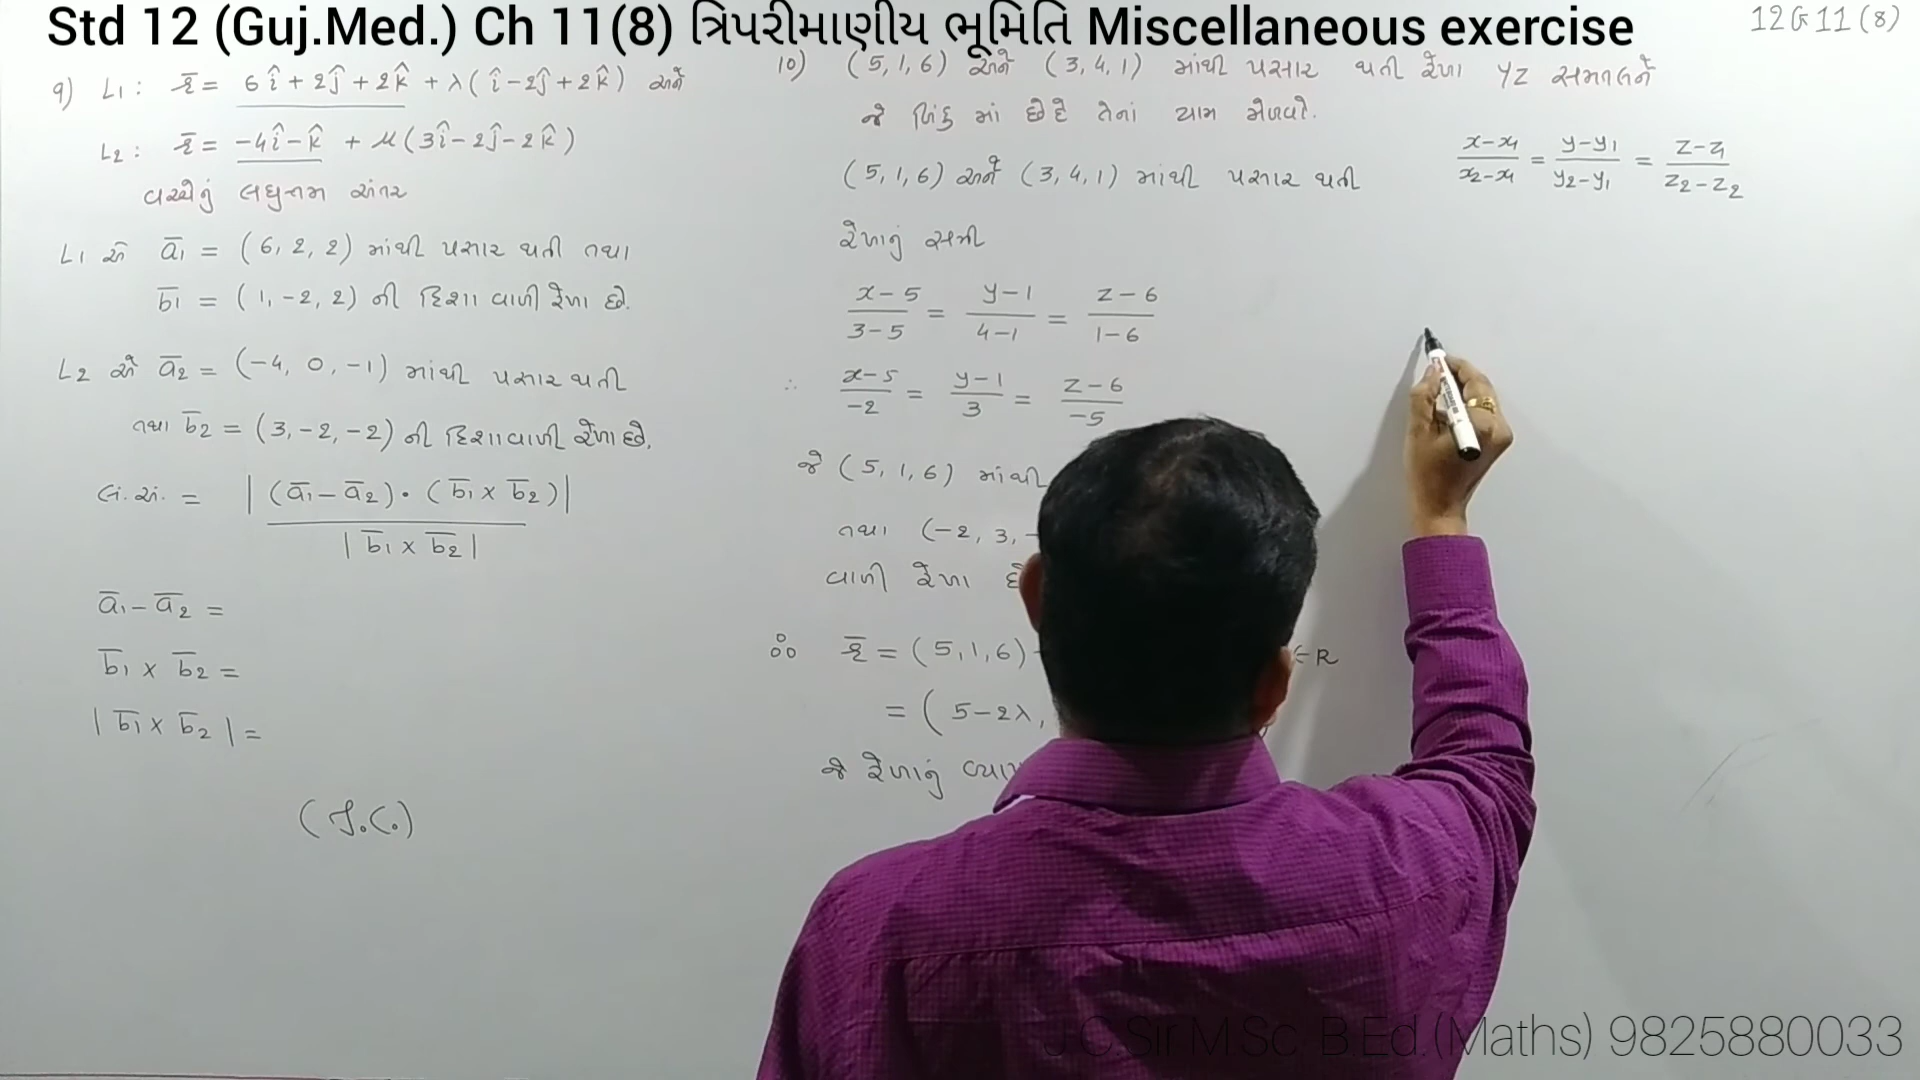 Std 12 (Guj.Med.) Ch 11(8) ત્રિપરીમાણીય ભૂમિતિ Miscellaneous exercise
12 G 11 (8)
9) L₁ : r̄ = 6î + 2ĵ + 2k̂ + λ(î − 2ĵ + 2k̂) અને
L₂ : r̄ = −4î − k̂ + μ(3î − 2ĵ − 2k̂)
વચ્ચેનું લઘુત્તમ અંતર
L₁ એ ā₁ = (6, 2, 2) માંથી પસાર થતી તથા
b̄₁ = (1, −2, 2) ની દિશા વાળી રેખા છે.
L₂ એ ā₂ = (−4, 0, −1) માંથી પસાર થતી
તથા b̄₂ = (3, −2, −2) ની દિશાવાળી રેખા છે.
લ.અં. = |(ā₁ − ā₂) · (b̄₁ × b̄₂)|
|b̄₁ × b̄₂|
ā₁ − ā₂ =
b̄₁ × b̄₂ =
|b̄₁ × b̄₂| =
(J.C.)
10) (5, 1, 6) અને (3, 4, 1) માંથી પસાર થતી રેખા YZ સમતલને
જે બિંદુ માં છેદે તેનાં યામ મેળવો.
(5, 1, 6) અને (3, 4, 1) માંથી પસાર થતી
રેખાનું સમી
x−5 / 3−5 = y−1 / 4−1 = z−6 / 1−6
∴ x−5 / −2 = y−1 / 3 = z−6 / −5
જે (5, 1, 6) માંથી
તથા (−2, 3, −
વાળી રેખા છે
∴ r̄ = (5, 1, 6) ∈ R
= (5−2λ,
જે રેખાનું
x−x₁ / x₂−x₁ = y−y₁ / y₂−y₁ = z−z₁ / z₂−z₂
J.C.Sir M.Sc. B.Ed.(Maths) 9825880033